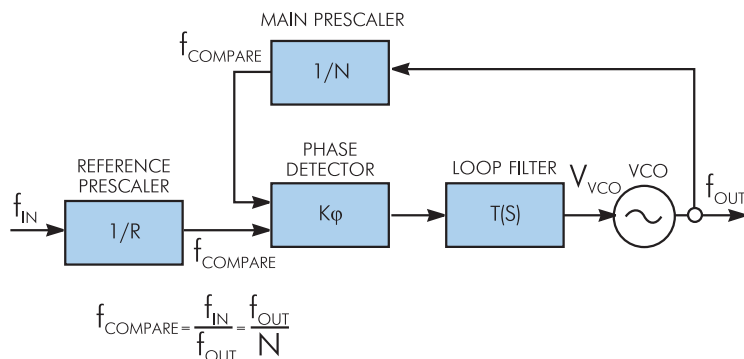 MAIN PRESCALER
f_COMPARE
1/N
PHASE
DETECTOR
LOOP FILTER
VCO
REFERENCE
PRESCALER
V_VCO
f_OUT
f_IN
1/R
Kφ
T(S)
f_COMPARE
f_COMPARE = f_IN/f_OUT = f_OUT/N